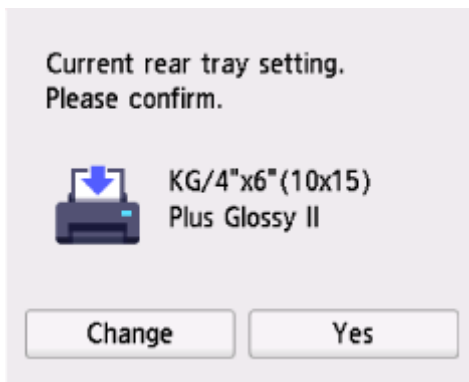 Current rear tray setting.
Please confirm.
KG/4"x6"(10x15)
Plus Glossy II
Change
Yes